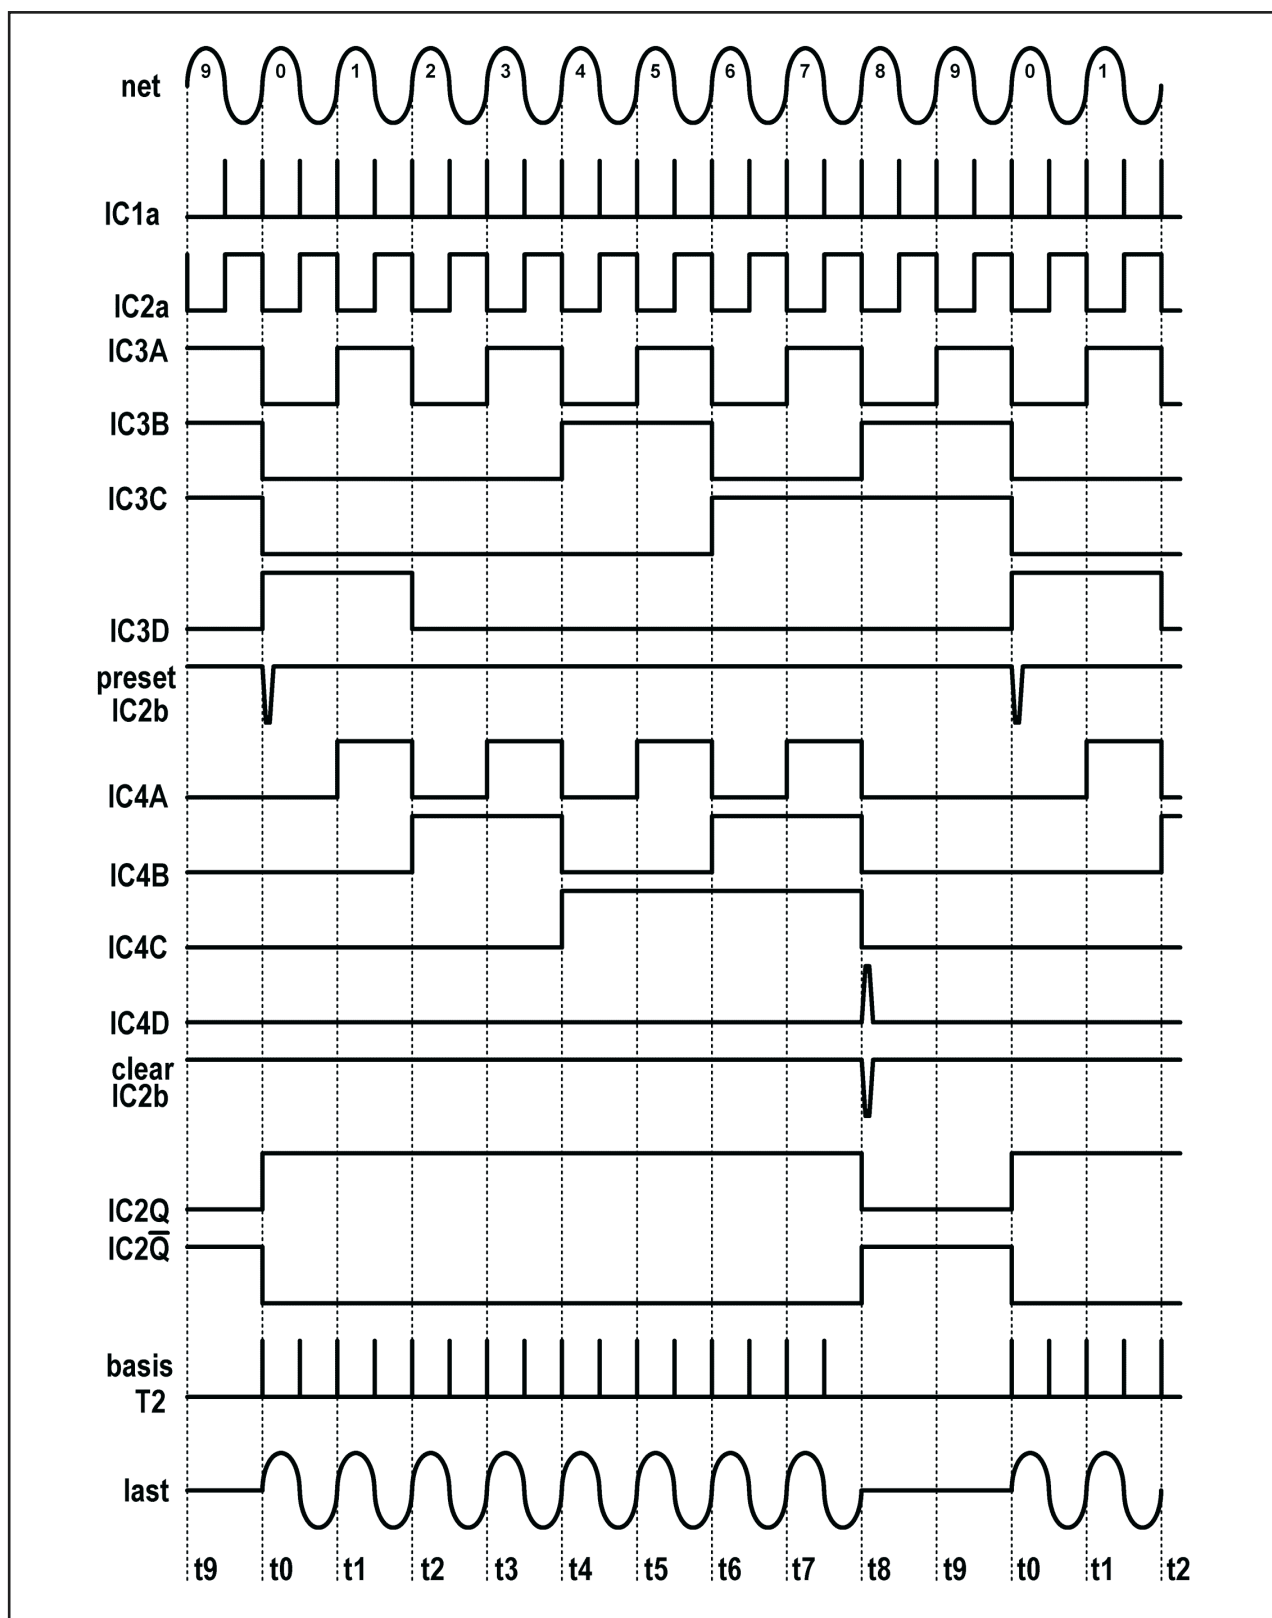 net 9 0 1 2 3 4 5 6 7 8 9 0 1
IC1a
IC2a
IC3A
IC3B
IC3C
IC3D
preset
IC2b
IC4A
IC4B
IC4C
IC4D
clear
IC2b
IC2Q
IC2Q̅
basis
T2
last
t9 t0 t1 t2 t3 t4 t5 t6 t7 t8 t9 t0 t1 t2